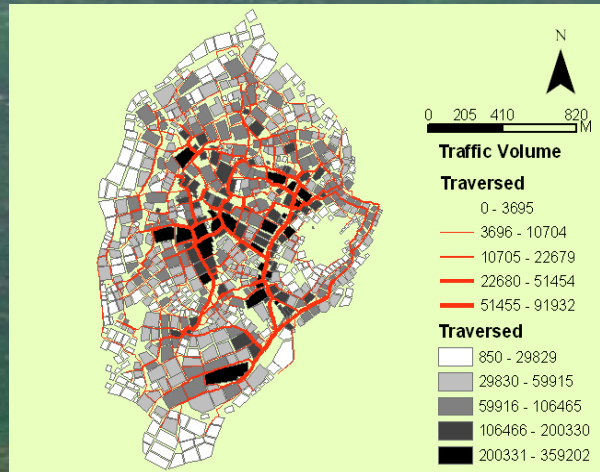 N
0 205 410 820
M
Traffic Volume
Traversed
0 - 3695
3696 - 10704
10705 - 22679
22680 - 51454
51455 - 91932
Traversed
850 - 29829
29830 - 59915
59916 - 106465
106466 - 200330
200331 - 359202